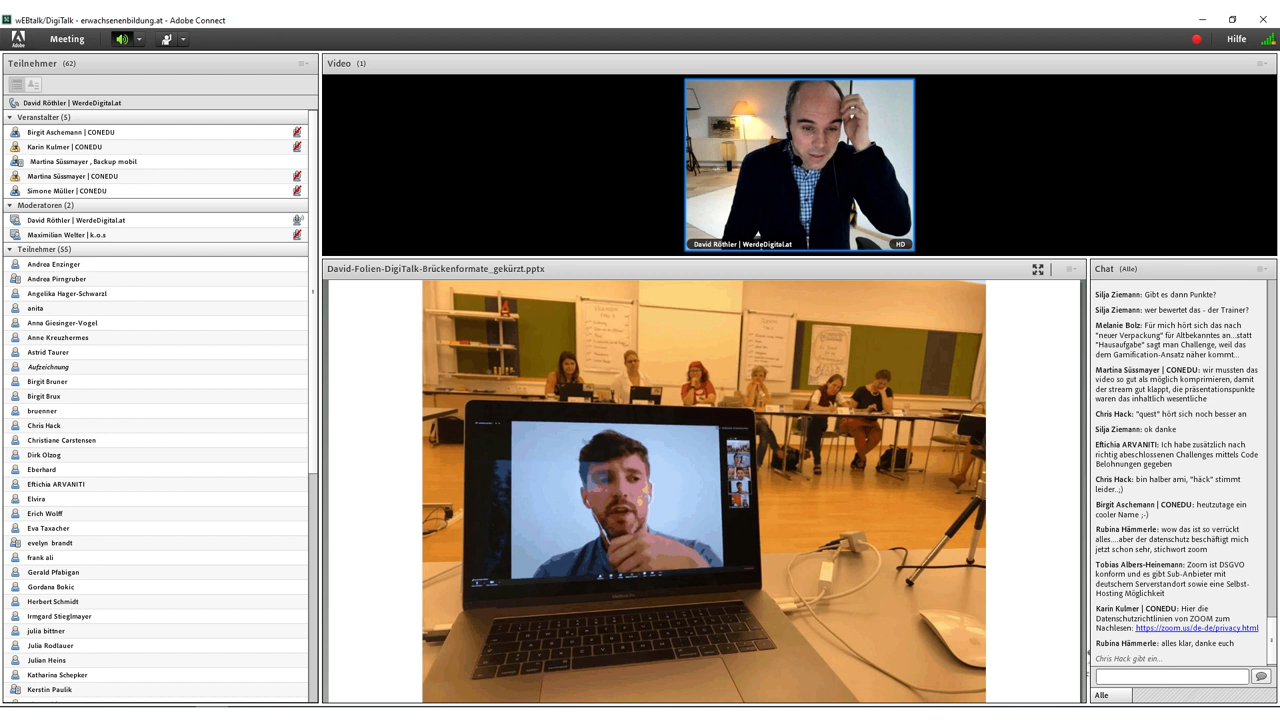 wEBtalk/DigiTalk - erwachsenenbildung.at - Adobe Connect
Adobe
Meeting
Hilfe
Teilnehmer (62)
David Röthler | WerdeDigital.at
Veranstalter (5)
Birgit Aschemann | CONEDU
Karin Kulmer | CONEDU
Martina Süssmayer , Backup mobil
Martina Süssmayer | CONEDU
Simone Müller | CONEDU
Moderatoren (2)
David Röthler | WerdeDigital.at
Maximilian Welter | k.o.s
Teilnehmer (55)
Andrea Enzinger
Andrea Pirngruber
Angelika Hager-Schwarzl
anita
Anna Giesinger-Vogel
Anne Kreuzhermes
Astrid Taurer
Aufzeichnung
Birgit Bruner
Birgit Brux
bruenner
Chris Hack
Christiane Carstensen
Dirk Olzog
Eberhard
Eftichia ARVANITI
Elvira
Erich Wolff
Eva Taxacher
evelyn brandt
frank ali
Gerald Pfabigan
Gordana Bokic
Herbert Schmidt
Irmgard Stieglmayer
julia bittner
Julia Rodlauer
Julian Heins
Katharina Schepker
Kerstin Paulik
Video (1)
David Röthler | WerdeDigital.at
HD
David-Folien-DigiTalk-Brückenformate_gekürzt.pptx
Chat (Alle)
Silja Ziemann: Gibt es dann Punkte?
Silja Ziemann: wer bewertet das - der Trainer?
Melanie Bolz: Für mich hört sich das nach
"neuer Verpackung" für Altbekanntes an...statt
"Hausaufgabe" sagt man Challenge, weil das
dem Gamification-Ansatz näher kommt...
Martina Süssmayer | CONEDU: wir mussten das
video so gut als möglich komprimieren, damit
der stream gut klappt, die präsentationspunkte
waren das inhaltlich wesentliche
Chris Hack: "quest" hört sich noch besser an
Silja Ziemann: ok danke
Eftichia ARVANITI: Ich habe zusätzlich nach
richtig abeschlossenen Challenges mittels Code
Belohnungen gegeben
Chris Hack: bin halber ami, "häck" stimmt
leider..;)
Birgit Aschemann | CONEDU: heutzutage ein
cooler Name ;-)
Rubina Hämmerle: wow das ist so verrückt
alles....aber der datenschutz beschäftigt mich
jetzt schon sehr, stichwort zoom
Tobias Albers-Heinemann: Zoom ist DSGVO
konform und es gibt Sub-Anbieter mit
deutschem Serverstandort sowie eine Selbst-
Hosting Möglichkeit
Karin Kulmer | CONEDU: Hier die
Datenschutzrichtlinien von ZOOM zum
Nachlesen: https://zoom.us/de-de/privacy.html
Rubina Hämmerle: alles klar, danke euch
Chris Hack gibt ein...
Alle